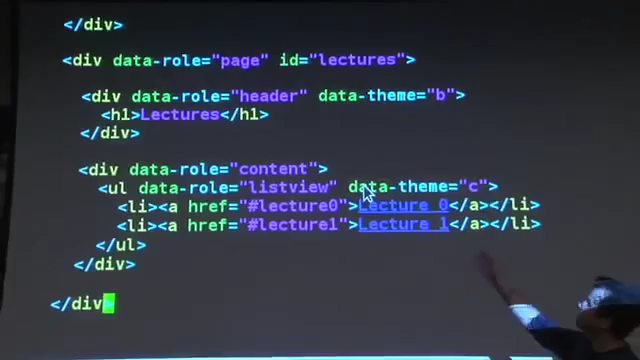 </div>
<div data-role="page" id="lectures">
<div data-role="header" data-theme="b">
<h1>Lectures</h1>
</div>
<div data-role="content">
<ul data-role="listview" data-theme="c">
<li><a href="#lecture0">Lecture 0</a></li>
<li><a href="#lecture1">Lecture 1</a></li>
</ul>
</div>
</div>